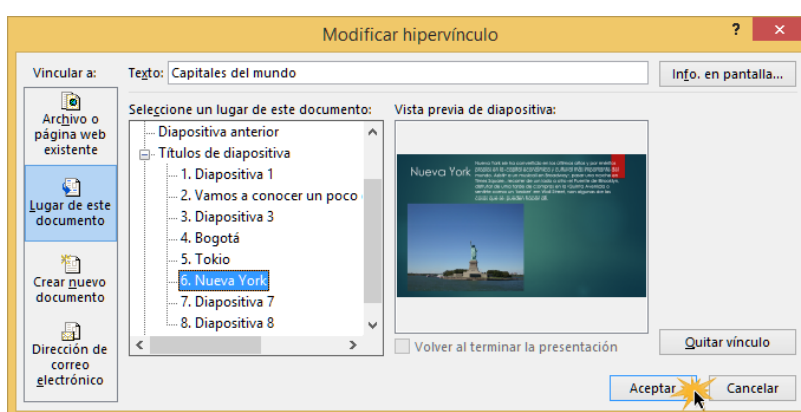 Modificar hipervínculo
?
×
Vincular a:
Texto: Capitales del mundo
Info. en pantalla...
Archivo o
página web
existente
Lugar de este
documento
Crear nuevo
documento
Dirección de
correo
electrónico
Seleccione un lugar de este documento:
Diapositiva anterior
Títulos de diapositiva
1. Diapositiva 1
2. Vamos a conocer un poco
3. Diapositiva 3
4. Bogotá
5. Tokio
6. Nueva York
7. Diapositiva 7
8. Diapositiva 8
Vista previa de diapositiva:
Nueva York
Volver al terminar la presentación
Quitar vínculo
Aceptar
Cancelar